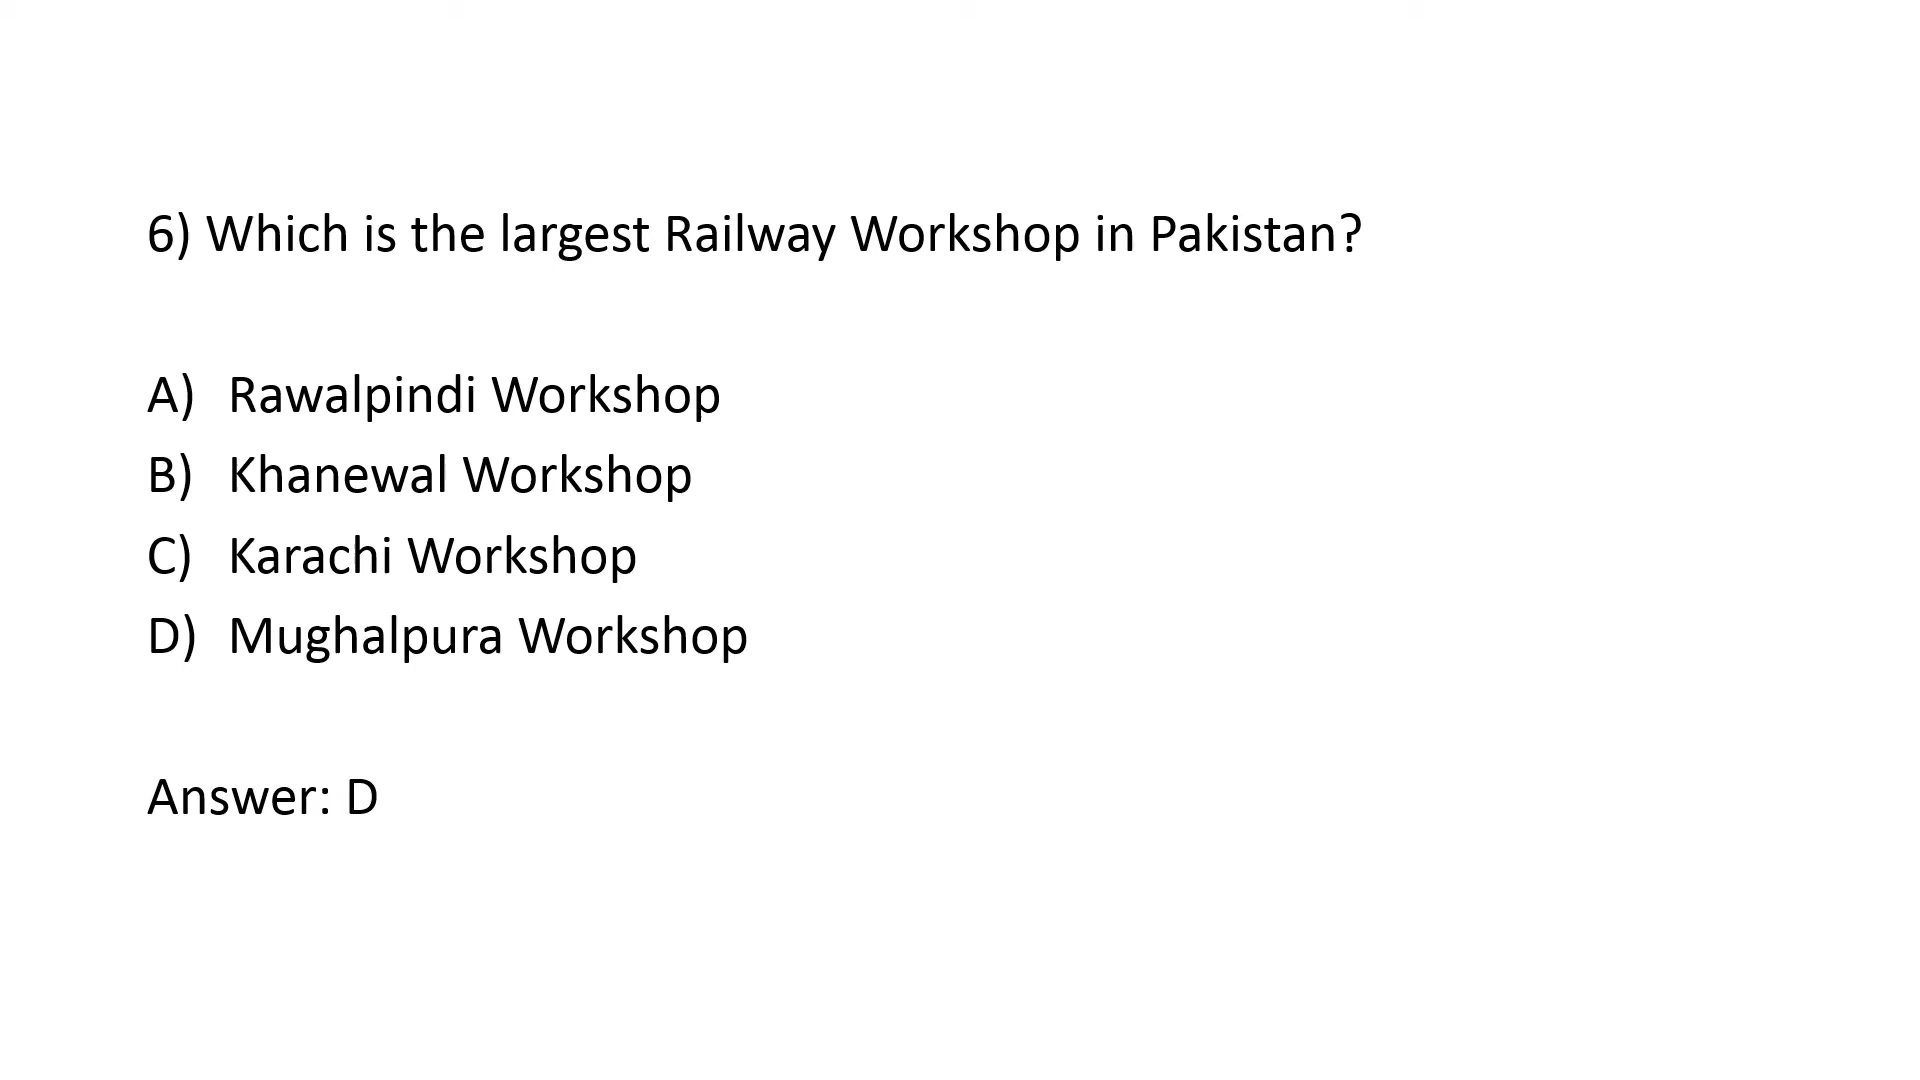 6) Which is the largest Railway Workshop in Pakistan?
A) Rawalpindi Workshop
B) Khanewal Workshop
C) Karachi Workshop
D) Mughalpura Workshop
Answer: D